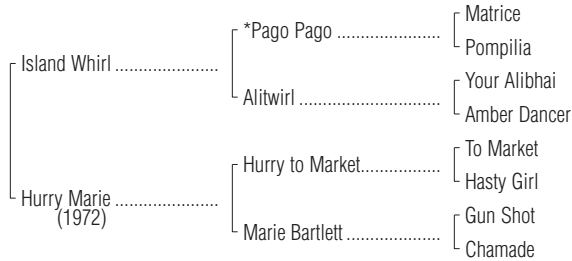 Matrice
*Pago Pago ....................
Pompilia
Island Whirl ....................
Your Alibhai
Alitwirl ...........................
Amber Dancer
To Market
Hurry to Market...............
Hasty Girl
Hurry Marie ....................
(1972)
Gun Shot
Marie Bartlett ..................
Chamade